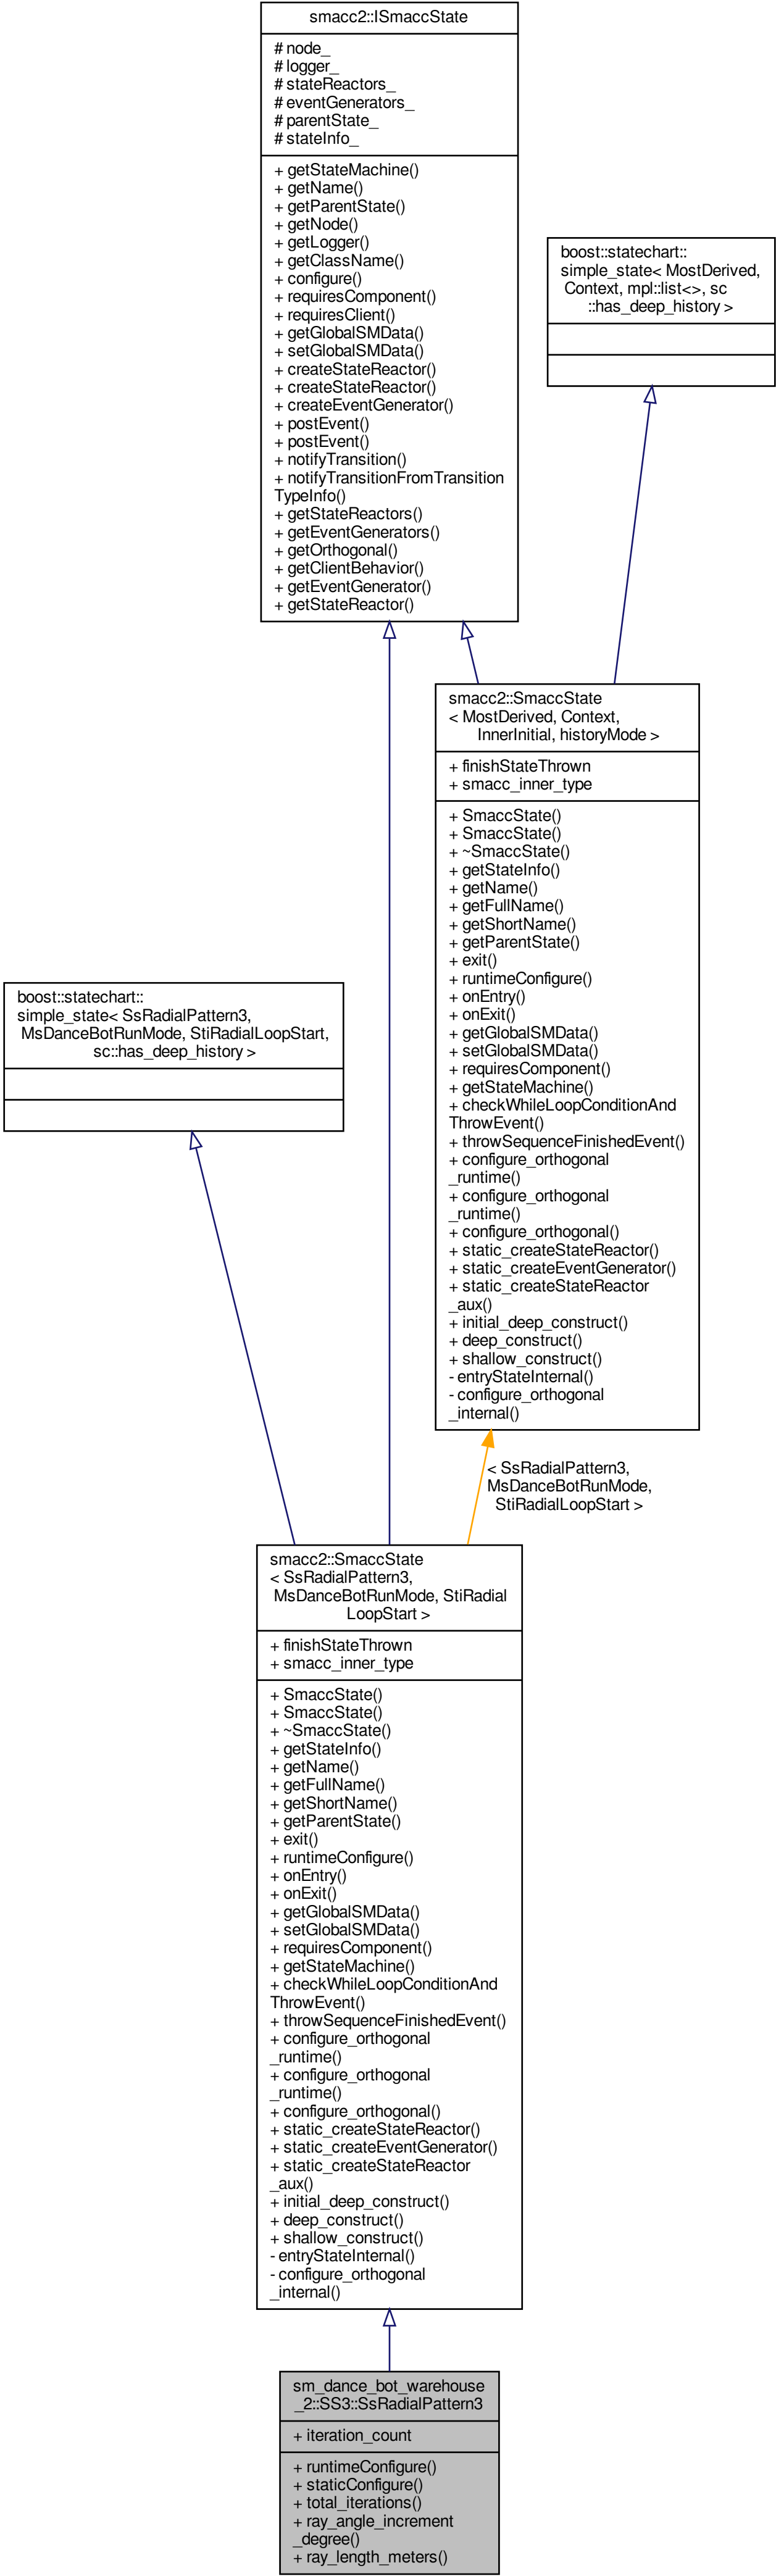 smacc2::ISmaccState
# node_
# logger_
# stateReactors_
# eventGenerators_
# parentState_
# stateInfo_
+ getStateMachine()
+ getName()
+ getParentState()
+ getNode()
+ getLogger()
+ getClassName()
+ configure()
+ requiresComponent()
+ requiresClient()
+ getGlobalSMData()
+ setGlobalSMData()
+ createStateReactor()
+ createStateReactor()
+ createEventGenerator()
+ postEvent()
+ postEvent()
+ notifyTransition()
+ notifyTransitionFromTransition
TypeInfo()
+ getStateReactors()
+ getEventGenerators()
+ getOrthogonal()
+ getClientBehavior()
+ getEventGenerator()
+ getStateReactor()
boost::statechart::
simple_state< MostDerived,
Context, mpl::list<>, sc
::has_deep_history >
smacc2::SmaccState
< MostDerived, Context,
InnerInitial, historyMode >
+ finishStateThrown
+ smacc_inner_type
+ SmaccState()
+ SmaccState()
+ ~SmaccState()
+ getStateInfo()
+ getName()
+ getFullName()
+ getShortName()
+ getParentState()
+ exit()
+ runtimeConfigure()
+ onEntry()
+ onExit()
+ getGlobalSMData()
+ setGlobalSMData()
+ requiresComponent()
+ getStateMachine()
+ checkWhileLoopConditionAnd
ThrowEvent()
+ throwSequenceFinishedEvent()
+ configure_orthogonal
_runtime()
+ configure_orthogonal
_runtime()
+ configure_orthogonal()
+ static_createStateReactor()
+ static_createEventGenerator()
+ static_createStateReactor
_aux()
+ initial_deep_construct()
+ deep_construct()
+ shallow_construct()
- entryStateInternal()
- configure_orthogonal
_internal()
boost::statechart::
simple_state< SsRadialPattern3,
MsDanceBotRunMode, StiRadialLoopStart,
sc::has_deep_history >
< SsRadialPattern3,
MsDanceBotRunMode,
StiRadialLoopStart >
smacc2::SmaccState
< SsRadialPattern3,
MsDanceBotRunMode, StiRadial
LoopStart >
+ finishStateThrown
+ smacc_inner_type
+ SmaccState()
+ SmaccState()
+ ~SmaccState()
+ getStateInfo()
+ getName()
+ getFullName()
+ getShortName()
+ getParentState()
+ exit()
+ runtimeConfigure()
+ onEntry()
+ onExit()
+ getGlobalSMData()
+ setGlobalSMData()
+ requiresComponent()
+ getStateMachine()
+ checkWhileLoopConditionAnd
ThrowEvent()
+ throwSequenceFinishedEvent()
+ configure_orthogonal
_runtime()
+ configure_orthogonal
_runtime()
+ configure_orthogonal()
+ static_createStateReactor()
+ static_createEventGenerator()
+ static_createStateReactor
_aux()
+ initial_deep_construct()
+ deep_construct()
+ shallow_construct()
- entryStateInternal()
- configure_orthogonal
_internal()
sm_dance_bot_warehouse
_2::SS3::SsRadialPattern3
+ iteration_count
+ runtimeConfigure()
+ staticConfigure()
+ total_iterations()
+ ray_angle_increment
_degree()
+ ray_length_meters()